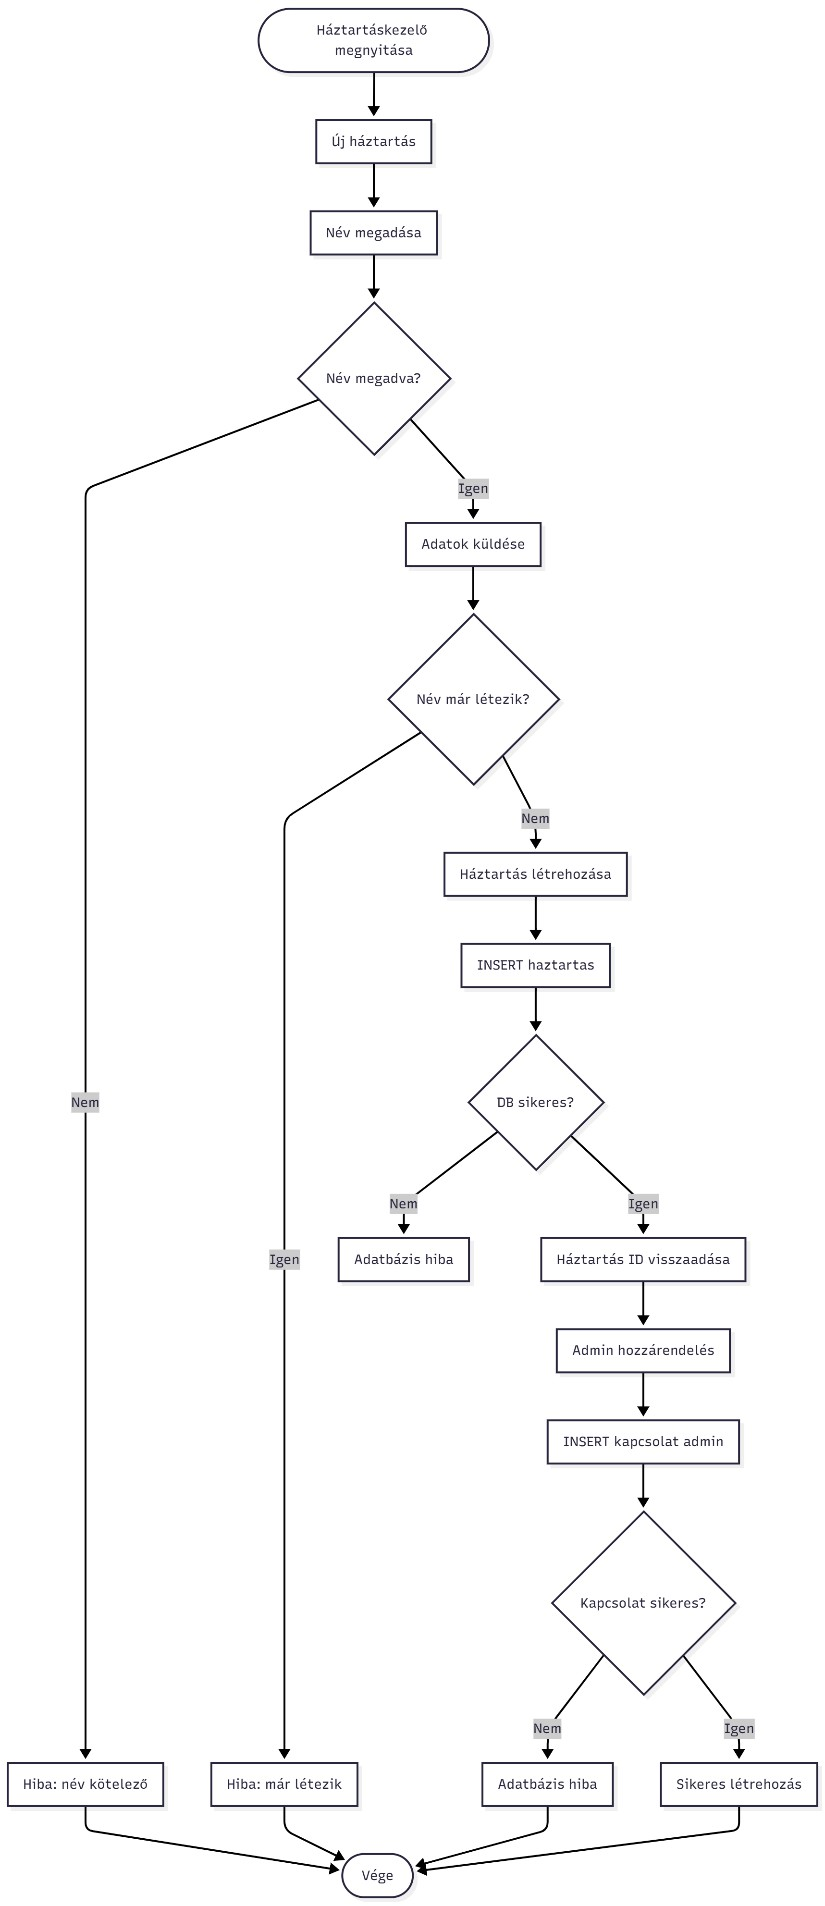 Háztartáskezelő
megnyitása
Új háztartás
Név megadása
Név megadva?
Igen
Adatok küldése
Név már létezik?
Nem
Háztartás létrehozása
INSERT haztartas
DB sikeres?
Nem
Nem
Igen
Adatbázis hiba
Háztartás ID visszaadása
Igen
Admin hozzárendelés
INSERT kapcsolat admin
Kapcsolat sikeres?
Nem
Igen
Hiba: név kötelező
Hiba: már létezik
Adatbázis hiba
Sikeres létrehozás
Vége